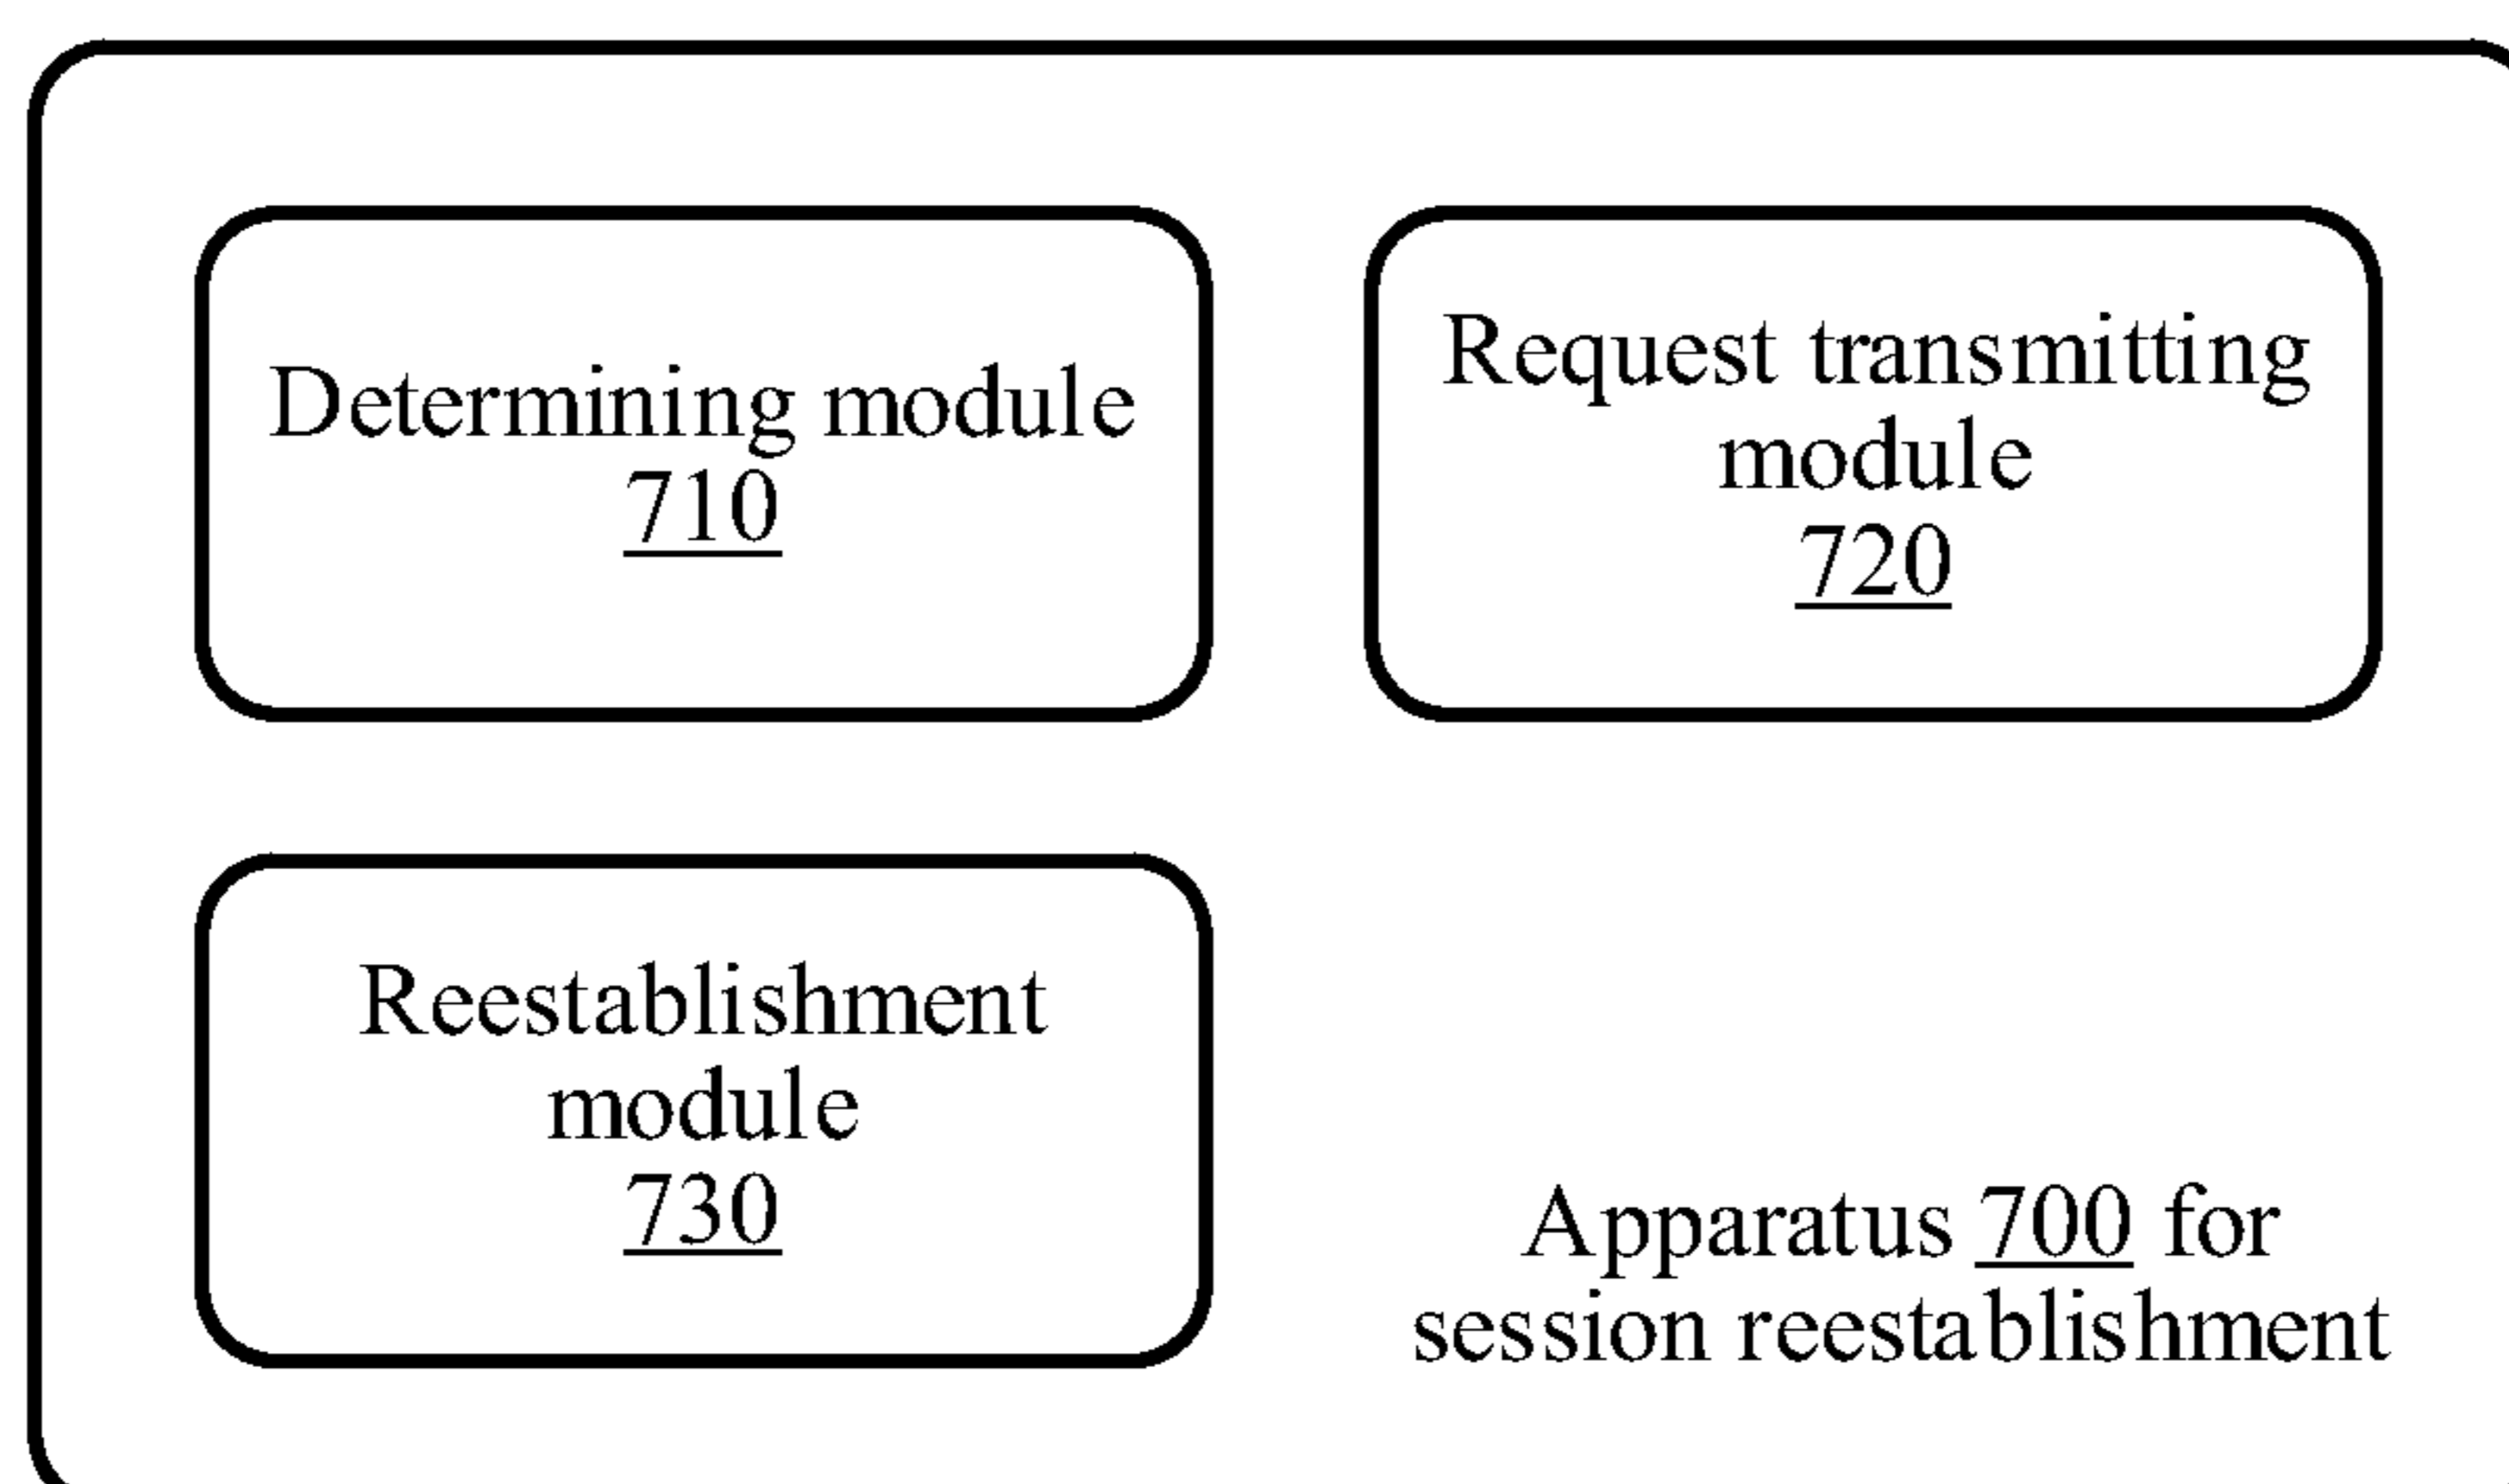 Determining module
710
Request transmitting
module
720
Reestablishment
module
730
Apparatus 700 for
session reestablishment